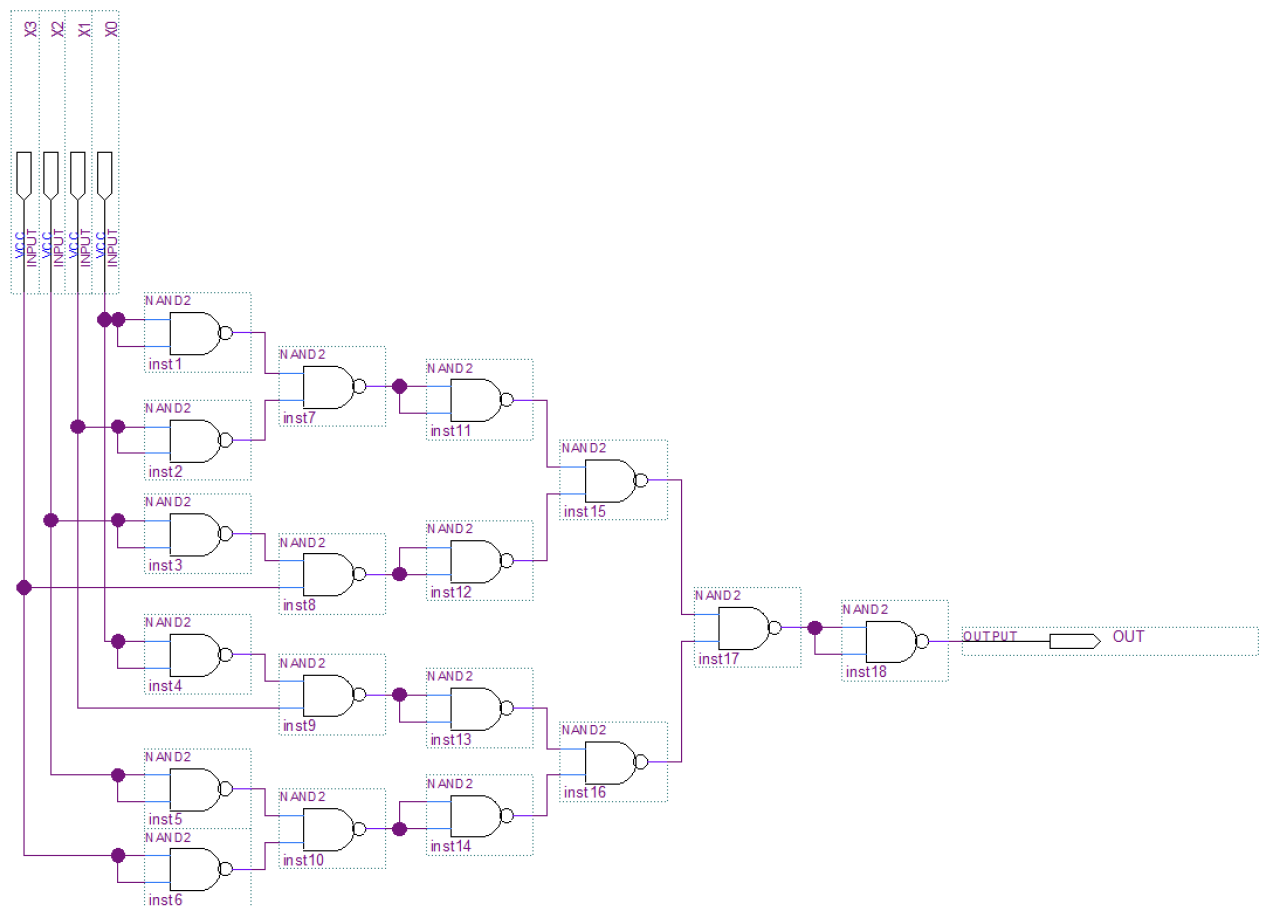 X3
X2
X1
X0
VCC
INPUT
VCC
INPUT
VCC
INPUT
VCC
INPUT
NAND2
inst1
NAND2
inst7
NAND2
inst11
NAND2
inst2
NAND2
inst15
NAND2
inst3
NAND2
inst8
NAND2
inst12
NAND2
inst17
NAND2
inst18
OUTPUT
OUT
NAND2
inst4
NAND2
inst9
NAND2
inst13
NAND2
inst16
NAND2
inst5
NAND2
inst10
NAND2
inst14
NAND2
inst6